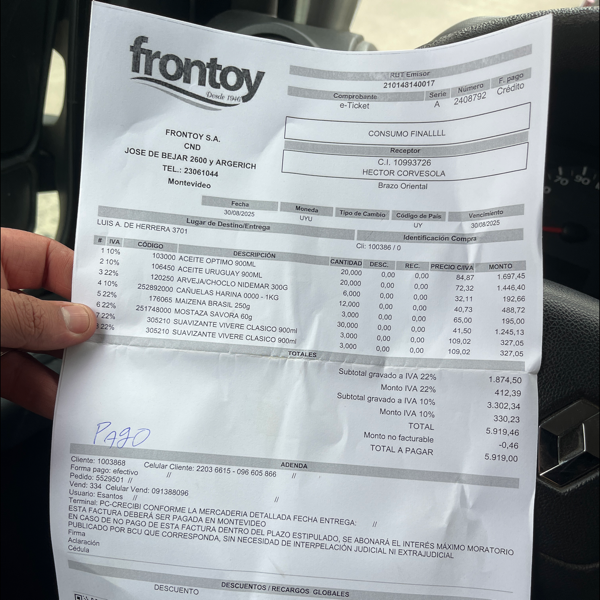 frontoy
Desde 1946
FRONTOY S.A.
CND
JOSE DE BEJAR 2600 y ARGERICH
TEL.: 23061044
Montevideo
RUT Emisor
210148140017
Comprobante Serie Número F. pago
e-Ticket A 2408792 Crédito
CONSUMO FINALLLL
Receptor
C.I. 10993726
HECTOR CORVESOLA
Brazo Oriental
Fecha Moneda Tipo de Cambio Código de País Vencimiento
30/08/2025 UYU UY 30/08/2025
Lugar de Destino/Entrega Identificación Compra
LUIS A. DE HERRERA 3701 CII: 100386 / 0
# IVA CÓDIGO DESCRIPCIÓN CANTIDAD DESC. REC. PRECIO C/IVA MONTO
1 10% 103000 ACEITE OPTIMO 900ML 20,000 0,00 0,00 84,87 1.697,45
2 10% 106450 ACEITE URUGUAY 900ML 20,000 0,00 0,00 72,32 1.446,40
3 22% 120250 ARVEJA/CHOCLO NIDEMAR 300G 6,000 0,00 0,00 32,11 192,66
4 10% 252892000 CAÑUELAS HARINA 0000 - 1KG 12,000 0,00 0,00 40,73 488,72
5 22% 176065 MAIZENA BRASIL 250g 3,000 0,00 0,00 65,00 195,00
6 22% 251748000 MOSTAZA SAVORA 60g 30,000 0,00 0,00 41,50 1.245,13
7 22% 305210 SUAVIZANTE VIVERE CLASICO 900ml 3,000 0,00 0,00 109,02 327,05
22% 305210 SUAVIZANTE VIVERE CLASICO 900ml 3,000 0,00 0,00 109,02 327,05
TOTALES
Subtotal gravado a IVA 22% 1.874,50
Monto IVA 22% 412,39
Subtotal gravado a IVA 10% 3.302,34
Monto IVA 10% 330,23
TOTAL 5.919,46
Monto no facturable -0,46
TOTAL A PAGAR 5.919,00
PAGO
ADENDA
Cliente: 1003868 Celular Cliente: 2203 6615 - 096 605 866 //
Forma pago: efectivo //
Pedido: 5529501 //
Vend: 334 Celular Vend: 091388096
Usuario: Esantos // //
Terminal: PC-CRECIBI CONFORME LA MERCADERIA DETALLADA FECHA ENTREGA: //
ESTA FACTURA DEBERÁ SER PAGADA EN MONTEVIDEO
EN CASO DE NO PAGO DE ESTA FACTURA DENTRO DEL PLAZO ESTIPULADO, SE ABONARÁ EL INTERÉS MÁXIMO MORATORIO
PUBLICADO POR BCU QUE CORRESPONDA, SIN NECESIDAD DE INTERPELACIÓN JUDICIAL NI EXTRAJUDICIAL
Firma
Aclaración
Cédula
DESCUENTOS / RECARGOS GLOBALES
DESCUENTO